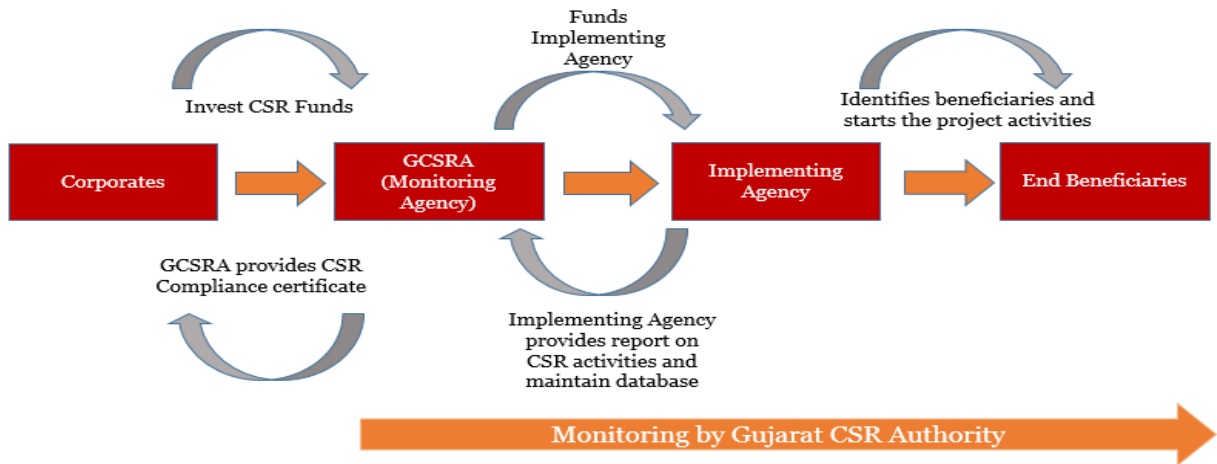 Funds
Implementing
Agency
Invest CSR Funds
Identifies beneficiaries and
starts the project activities
Corporates
GCSRA
(Monitoring
Agency)
Implementing
Agency
End Beneficiaries
GCSRA provides CSR
Compliance certificate
Implementing Agency
provides report on
CSR activities and
maintain database
Monitoring by Gujarat CSR Authority